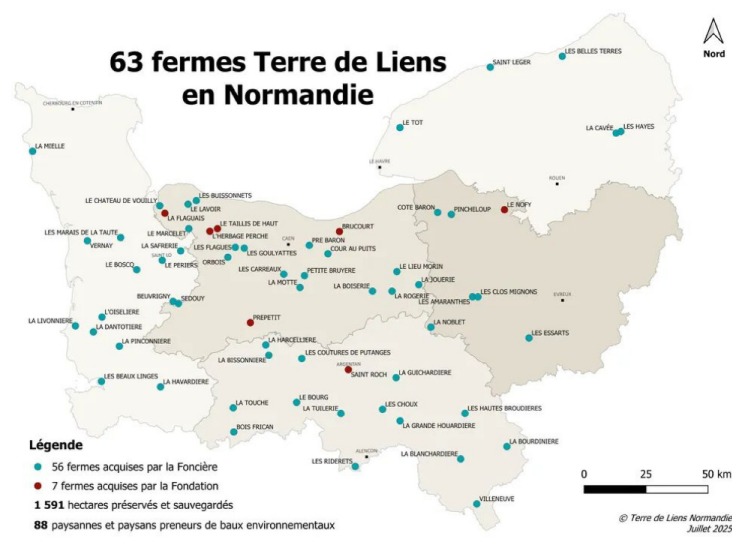 63 fermes Terre de Liens
en Normandie
Nord
LES BELLES TERRES
SAINT LEGER
CHERBOURG-EN-COTENTIN
LE TOT
LA CAVÉE
LES HAYES
LA MIELLE
LE HAVRE
ROUEN
LES BUISSONNETS
LE CHATEAU DE VOUILLY
LE LAVOIR
LA FLAGUAIS
COTE BARON
PINCHELOUP
LE NOFY
LE TAILLES DE HAUT
BRUCOURT
LE MARCELET
L'HERBAGE PERCHE
LES MARAIS DE LA TAUTE
VERNAY
LA SAFRERIE
LES FLAGUES
CAEN
PRE BARON
LES GOULYATTES
COUR AU PUITS
SAINT LO
LE PERIERS
ORBOIS
LE BOSCQ
LES CARREAUX
PETITE BRUYÈRE
LE LIEU MORIN
LA MOTTE
LA BOISERIE
LA JOUERIE
LA ROGERIE
LES CLOS MIGNONS
LES AMARANTHES
EVREUX
BEUVRIGNY
SEDOUY
L'OISELIERE
LA LIVONNIERE
LA DANTOTIERE
PREPETIT
LA NOBLET
LES ESSARTS
LA PINCONNIERE
LA HARCELLIERE
LA BISSONNIERE
LES COUTURES DE PUTANGES
ARGENTAN
SAINT ROCH
LA GUICHARDIERE
LES BEAUX LINGES
LA HAVARDIERE
LA TOUCHE
LE BOURG
LA TUILERIE
LES CHOUX
LES HAUTES BROUDIERES
BOIS FRICAN
LA GRANDE HOUARDIERE
LA BOURDINIERE
ALENCON
LES RIDERETS
LA BLANCHARDIERE
VILLENEUVE
Légende
56 fermes acquises par la Foncière
7 fermes acquises par la Fondation
1 591 hectares préservés et sauvegardés
88 paysannes et paysans preneurs de baux environnementaux
0 25 50 km
© Terre de Liens Normandie
Juillet 2025